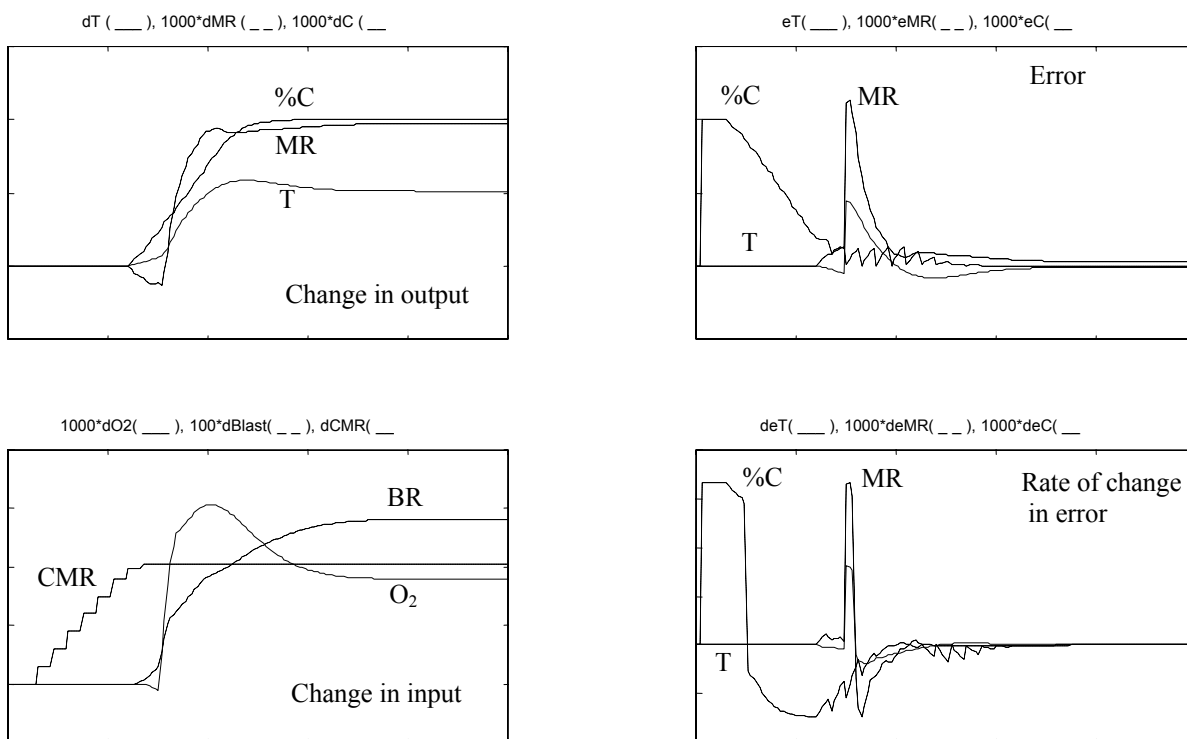 dT ( ___ ), 1000*dMR ( _ _ ), 1000*dC ( __
%C
MR
T
Change in output
eT( ___ ), 1000*eMR( _ _ ), 1000*eC( __
Error
%C
MR
T
1000*dO2( ___ ), 100*dBlast( _ _ ), dCMR( __
BR
CMR
O₂
Change in input
deT( ___ ), 1000*deMR( _ _ ), 1000*deC( __
%C
MR
Rate of change
in error
T